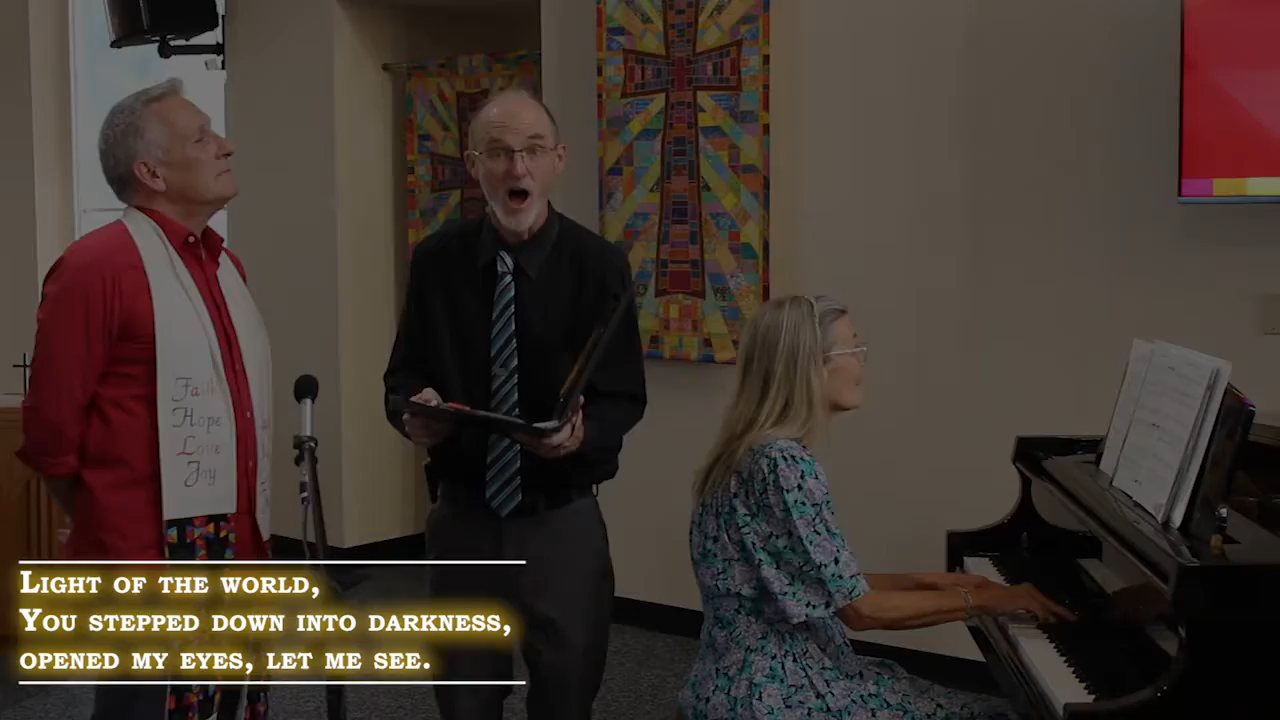 Faith
Hope
Love
Joy
LIGHT OF THE WORLD,
YOU STEPPED DOWN INTO DARKNESS,
OPENED MY EYES, LET ME SEE.